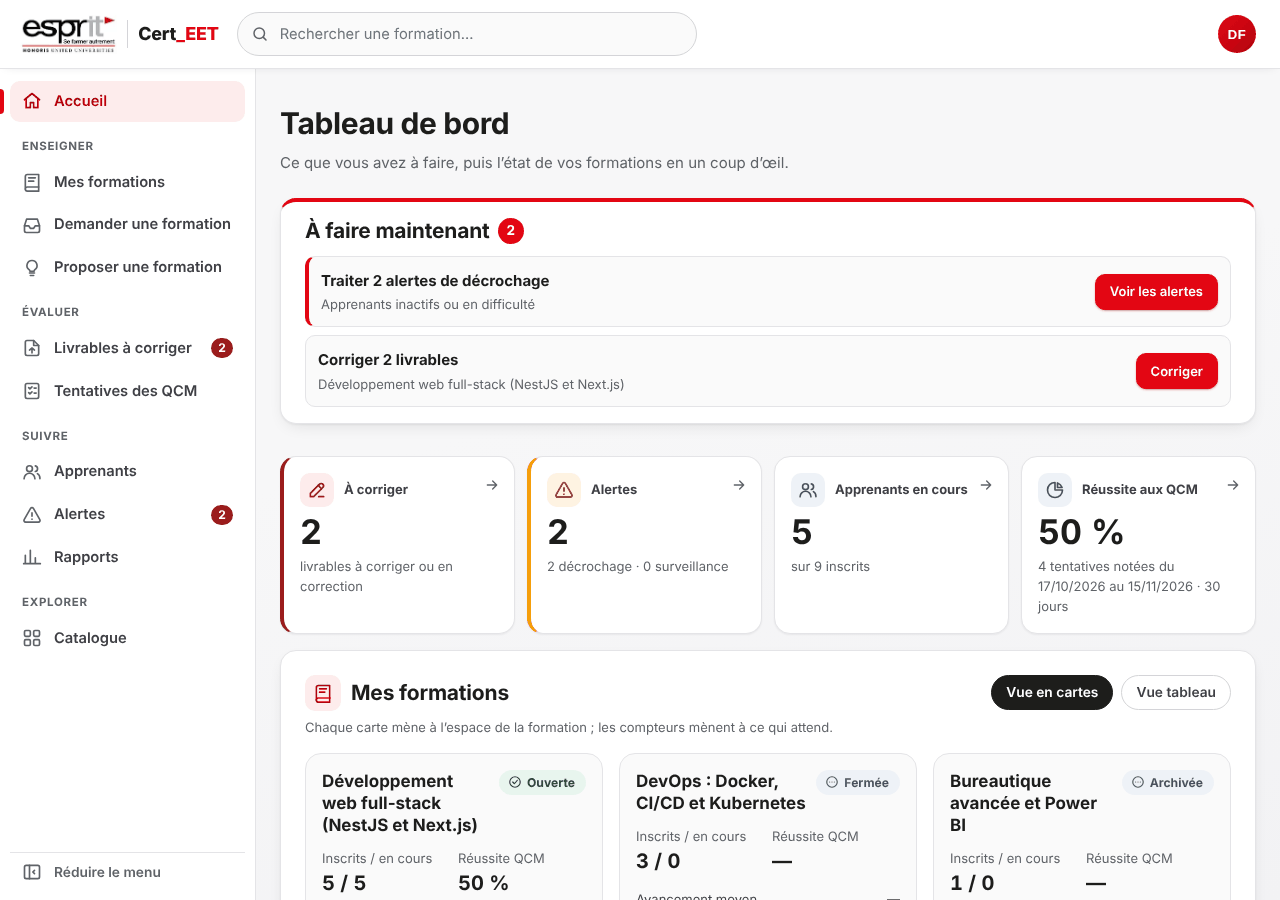 esprit
Se former autrement
HONORIS UNITED UNIVERSITIES
Cert_EET
Rechercher une formation...
DF
Accueil
ENSEIGNER
Mes formations
Demander une formation
Proposer une formation
ÉVALUER
Livrables à corriger 2
Tentatives des QCM
SUIVRE
Apprenants
Alertes 2
Rapports
EXPLORER
Catalogue
Réduire le menu
Tableau de bord
Ce que vous avez à faire, puis l’état de vos formations en un coup d’œil.
À faire maintenant 2
Traiter 2 alertes de décrochage
Apprenants inactifs ou en difficulté
Voir les alertes
Corriger 2 livrables
Développement web full-stack (NestJS et Next.js)
Corriger
À corriger
2
livrables à corriger ou en
correction
Alertes
2
2 décrochage · 0 surveillance
Apprenants en cours
5
sur 9 inscrits
Réussite aux QCM
50 %
4 tentatives notées du
17/10/2026 au 15/11/2026 · 30
jours
Mes formations
Vue en cartes
Vue tableau
Chaque carte mène à l’espace de la formation ; les compteurs mènent à ce qui attend.
Développement
web full-stack
(NestJS et Next.js)
Ouverte
Inscrits / en cours
5 / 5
Réussite QCM
50 %
DevOps : Docker,
CI/CD et Kubernetes
Fermée
Inscrits / en cours
3 / 0
Réussite QCM
—
Avancement moyen —
Bureautique
avancée et Power
BI
Archivée
Inscrits / en cours
1 / 0
Réussite QCM
—